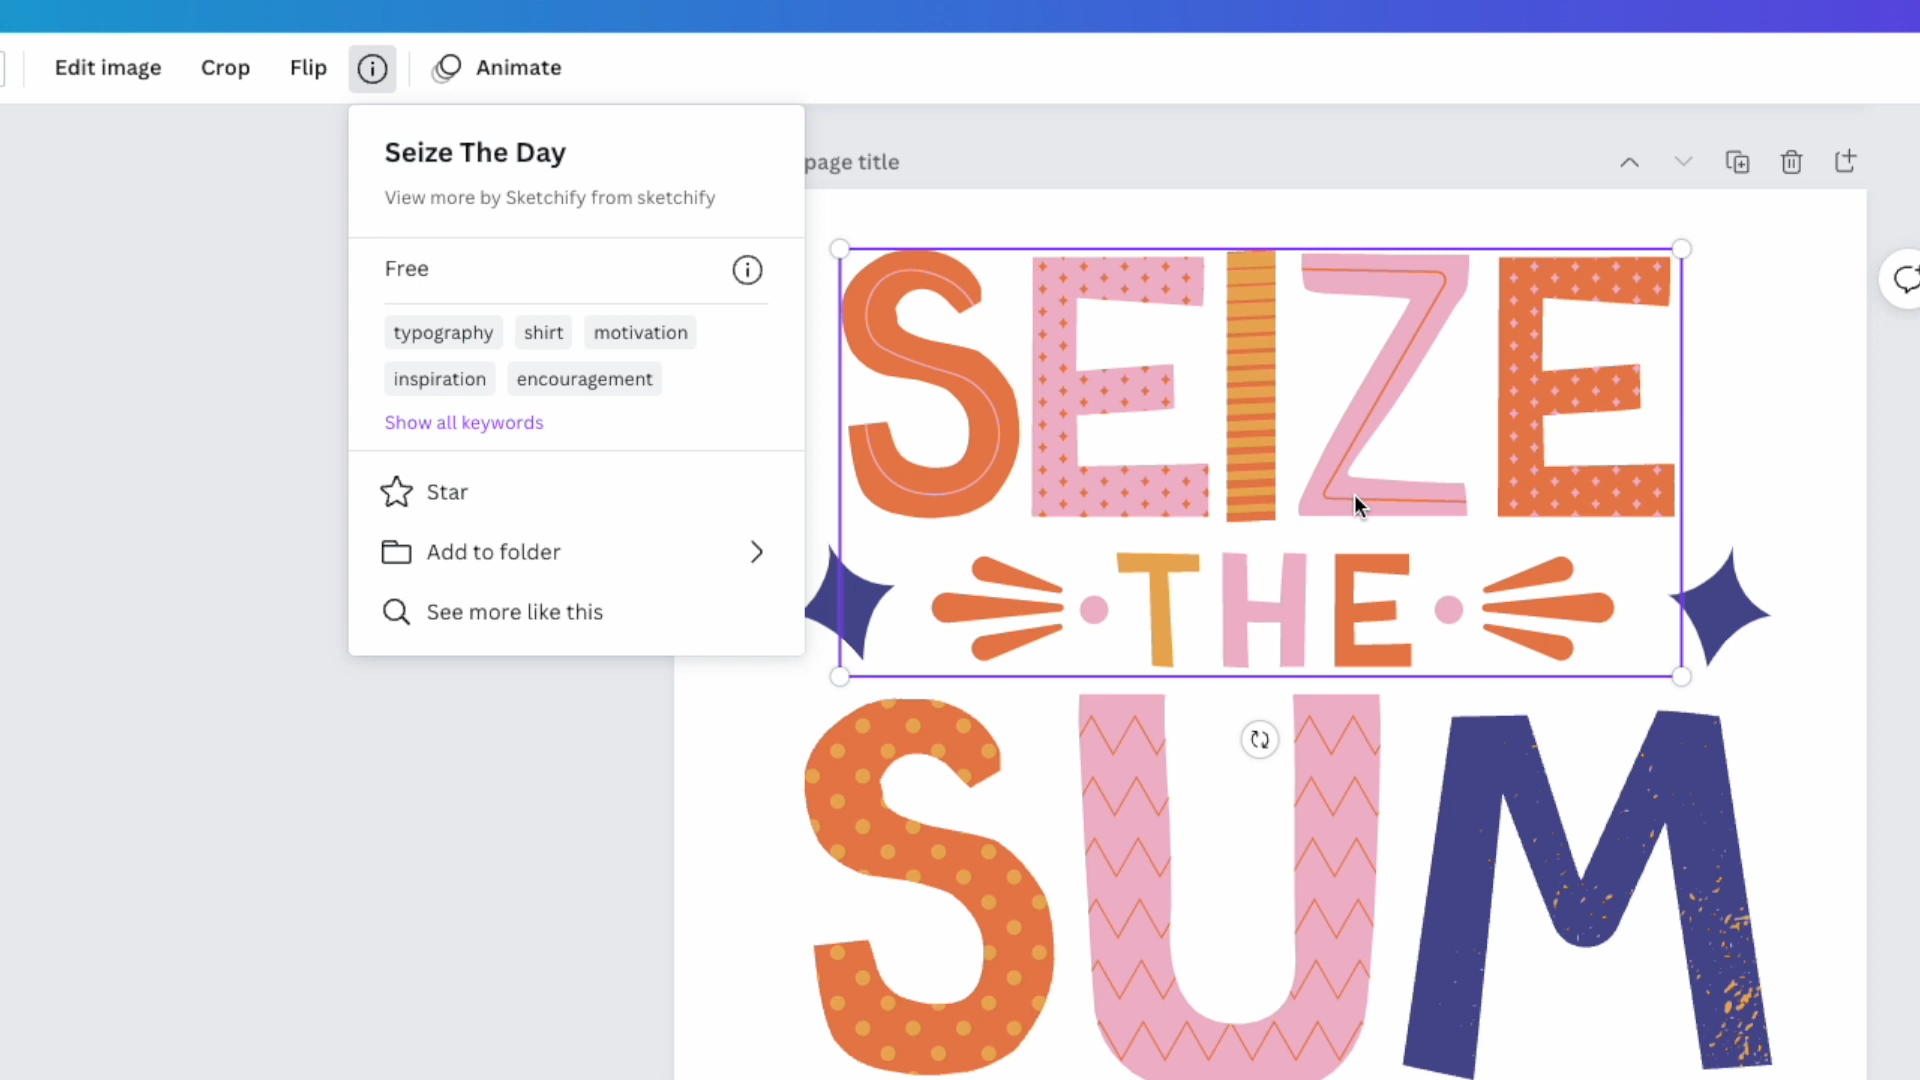 Edit image Crop Flip Animate
Seize The Day
View more by Sketchify from sketchify
Free
typography shirt motivation
inspiration encouragement
Show all keywords
Star
Add to folder
See more like this
page title
SEIZE
THE
SUM